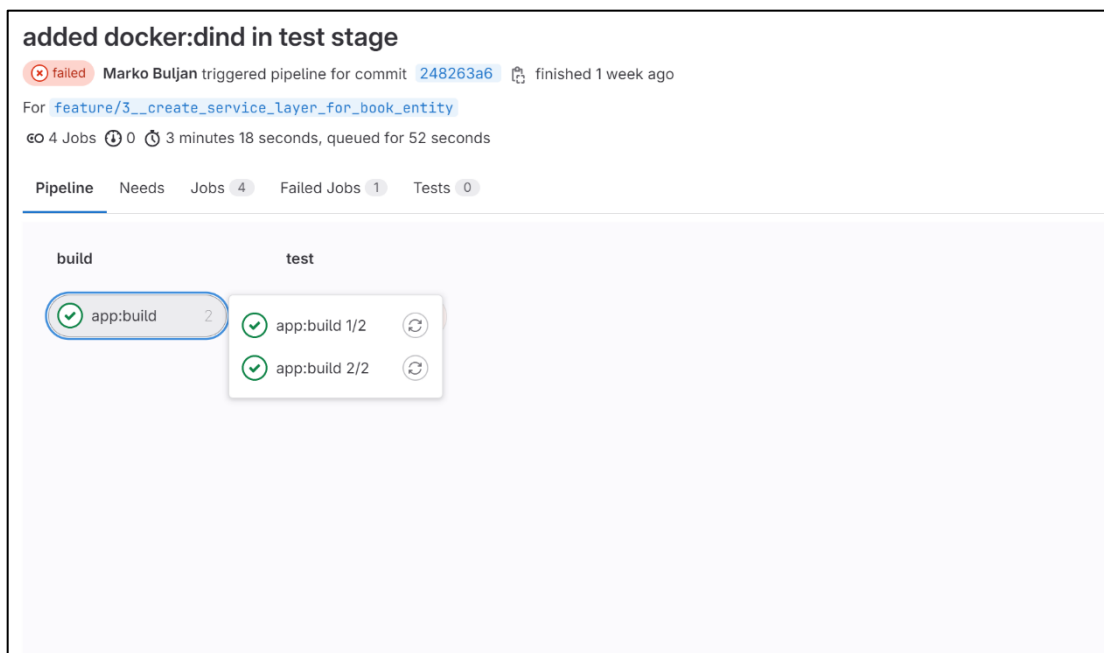 added docker:dind in test stage
failed Marko Buljan triggered pipeline for commit 248263a6 finished 1 week ago
For feature/3__create_service_layer_for_book_entity
4 Jobs 0 3 minutes 18 seconds, queued for 52 seconds
Pipeline Needs Jobs 4 Failed Jobs 1 Tests 0
build test
app:build 2
app:build 1/2
app:build 2/2